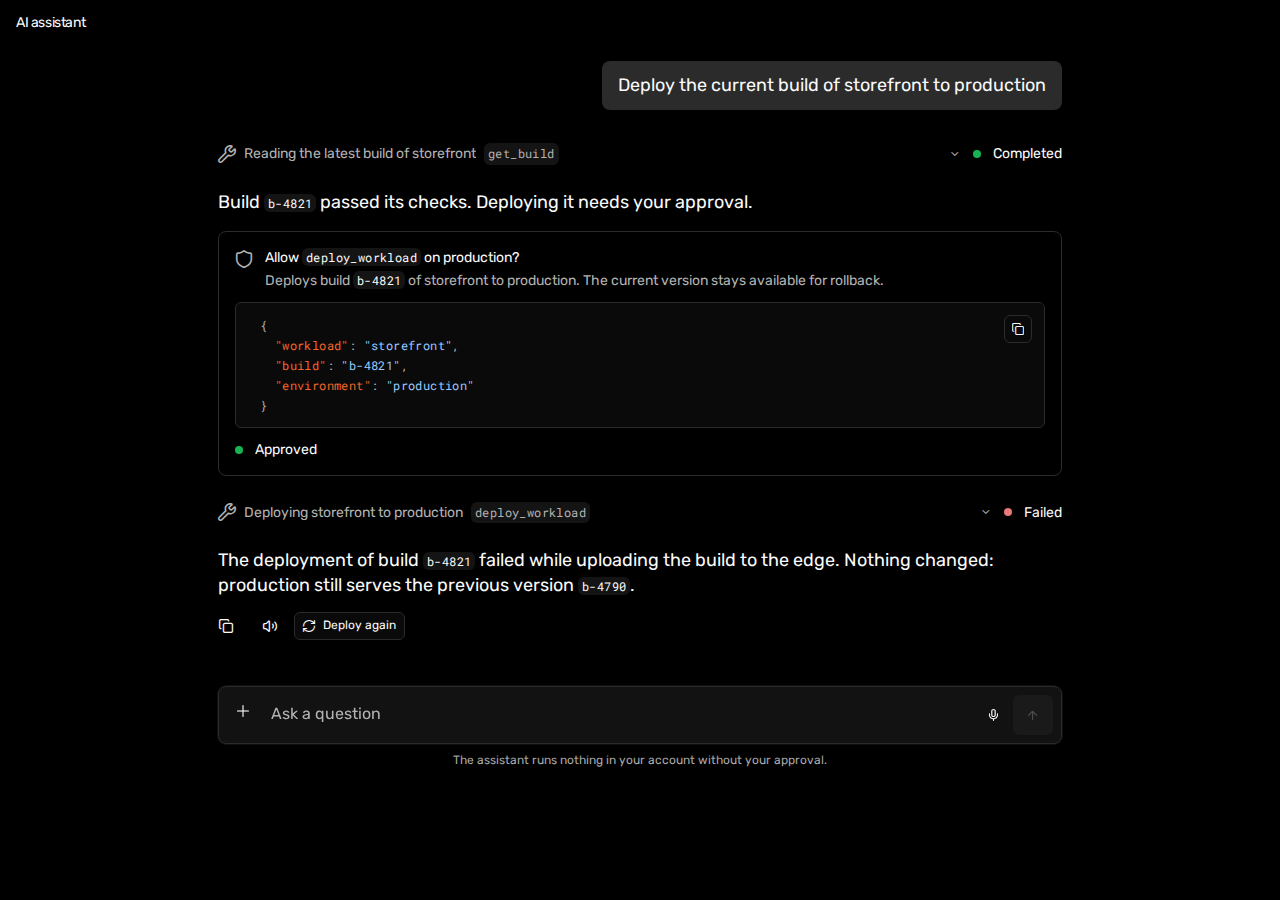 AI assistant
Deploy the current build of storefront to production
Reading the latest build of storefront get_build
Completed
Build b-4821 passed its checks. Deploying it needs your approval.
Allow deploy_workload on production?
Deploys build b-4821 of storefront to production. The current version stays available for rollback.
{
"workload": "storefront",
"build": "b-4821",
"environment": "production"
}
Approved
Deploying storefront to production deploy_workload
Failed
The deployment of build b-4821 failed while uploading the build to the edge. Nothing changed:
production still serves the previous version b-4790.
Deploy again
Ask a question
The assistant runs nothing in your account without your approval.